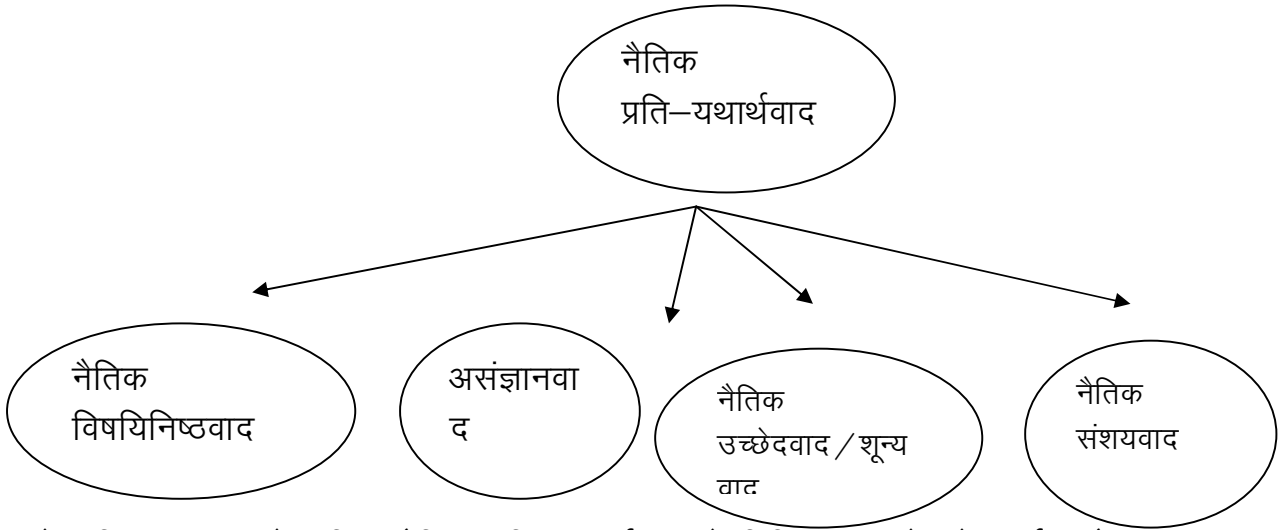 नैतिक
प्रति–यथार्थवाद
नैतिक
विषयिनिष्ठवाद
असंज्ञानवा
द
नैतिक
उच्छेदवाद/शून्य
वाद
नैतिक
संशयवाद